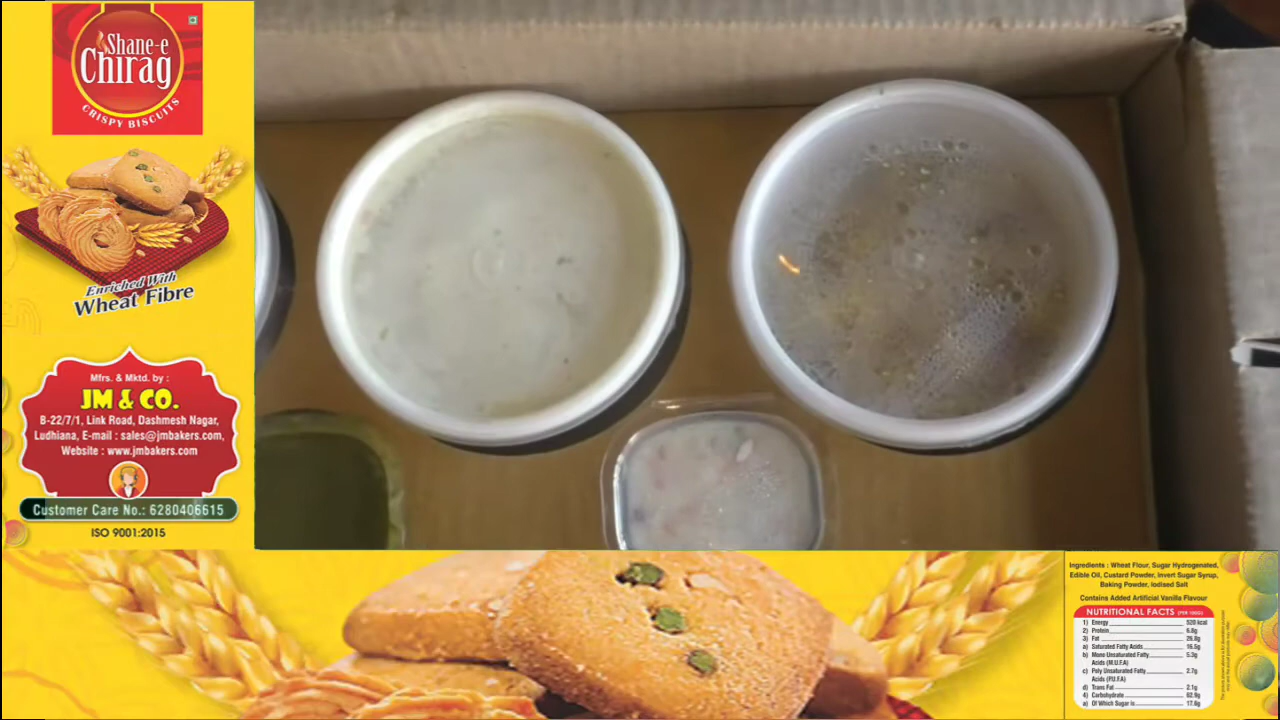 Shane-e
Chirag
CRISPY BISCUITS
Enriched With
Wheat Fibre
Mfrs. & Mktd. by :
JM & CO.
B-22/7/1, Link Road, Dashmesh Nagar,
Ludhiana, E-mail : sales@jmbakers.com,
Website : www.jmbakers.com
Customer Care No.: 6280406615
ISO 9001:2015
Ingredients : Wheat Flour, Sugar Hydrogenated,
Edible Oil, Custard Powder, Invert Sugar Syrup,
Baking Powder, Iodised Salt
Contains Added Artificial Vanilla Flavour
NUTRITIONAL FACTS (PER 100G)
1) Energy 520 kcal
2) Protein 6.8g
3) Fat
a) Saturated Fatty Acids 16.5g
b) Mono Unsaturated Fatty 5.3g
Acids (M.U.F.A)
c) Poly Unsaturated Fatty 2.7g
Acids (P.U.F.A)
d) Trans Fat 2.1g
4) Carbohydrate 62.9g
a) Of Which Sugar is 17.8g